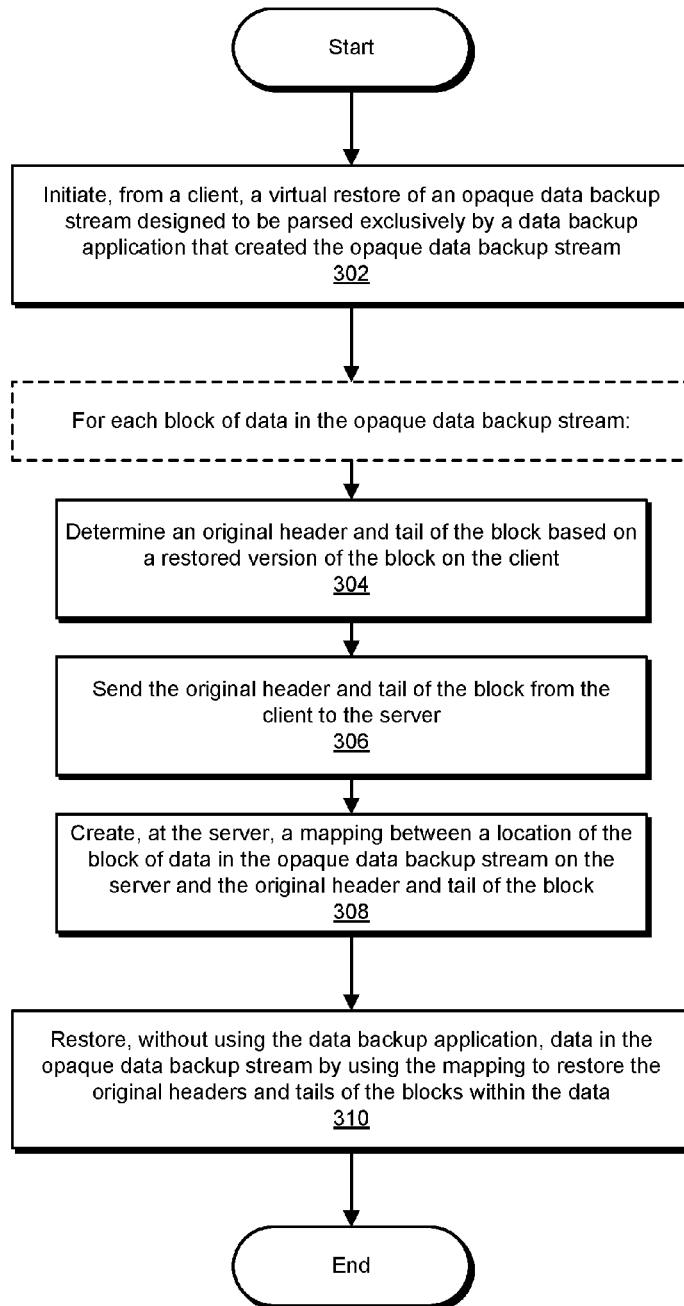 Start
Initiate, from a client, a virtual restore of an opaque data backup
stream designed to be parsed exclusively by a data backup
application that created the opaque data backup stream
302
For each block of data in the opaque data backup stream:
Determine an original header and tail of the block based on
a restored version of the block on the client
304
Send the original header and tail of the block from the
client to the server
306
Create, at the server, a mapping between a location of the
block of data in the opaque data backup stream on the
server and the original header and tail of the block
308
Restore, without using the data backup application, data in the
opaque data backup stream by using the mapping to restore the
original headers and tails of the blocks within the data
310
End